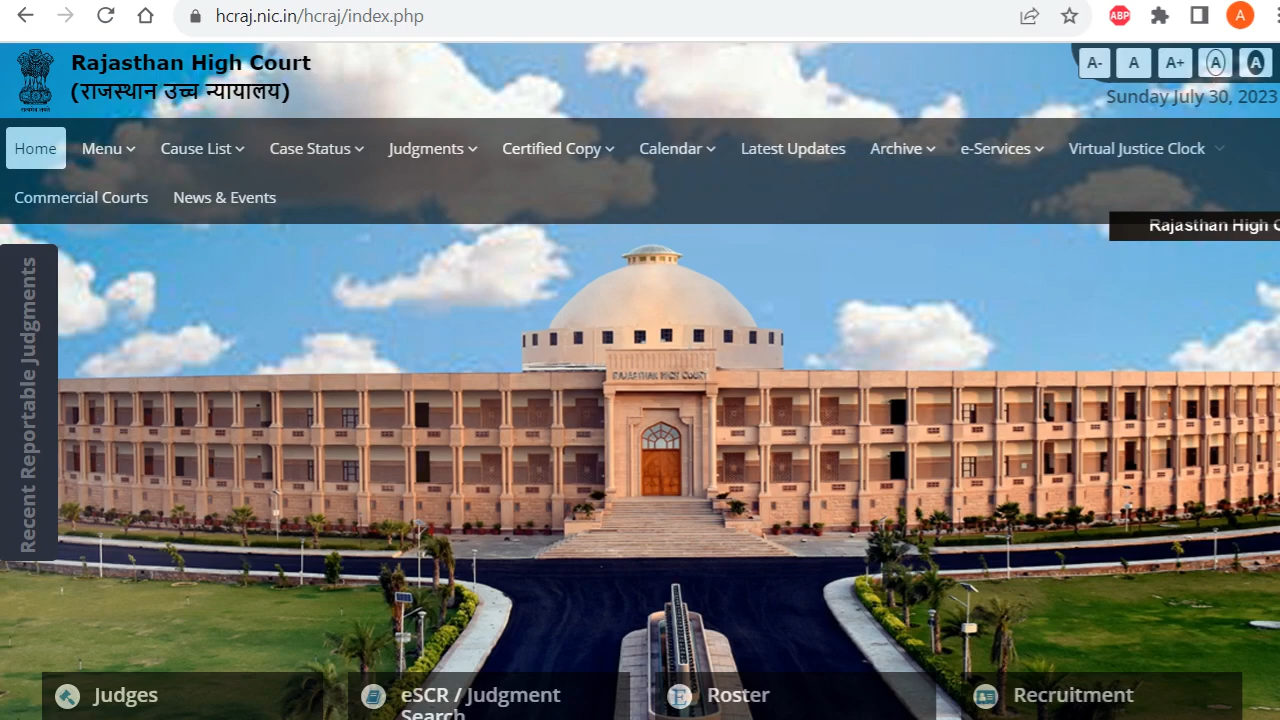 hcraj.nic.in/hcraj/index.php
ABP
A
Rajasthan High Court
(राजस्थान उच्च न्यायालय)
A- A A+ A A
Sunday July 30, 2023
Home Menu Cause List Case Status Judgments Certified Copy Calendar Latest Updates Archive e-Services Virtual Justice Clock
Commercial Courts News & Events
Rajasthan High
Recent Reportable Judgments
RAJASTHAN HIGH COURT
Judges
eSCR / Judgment
Search
Roster
Recruitment